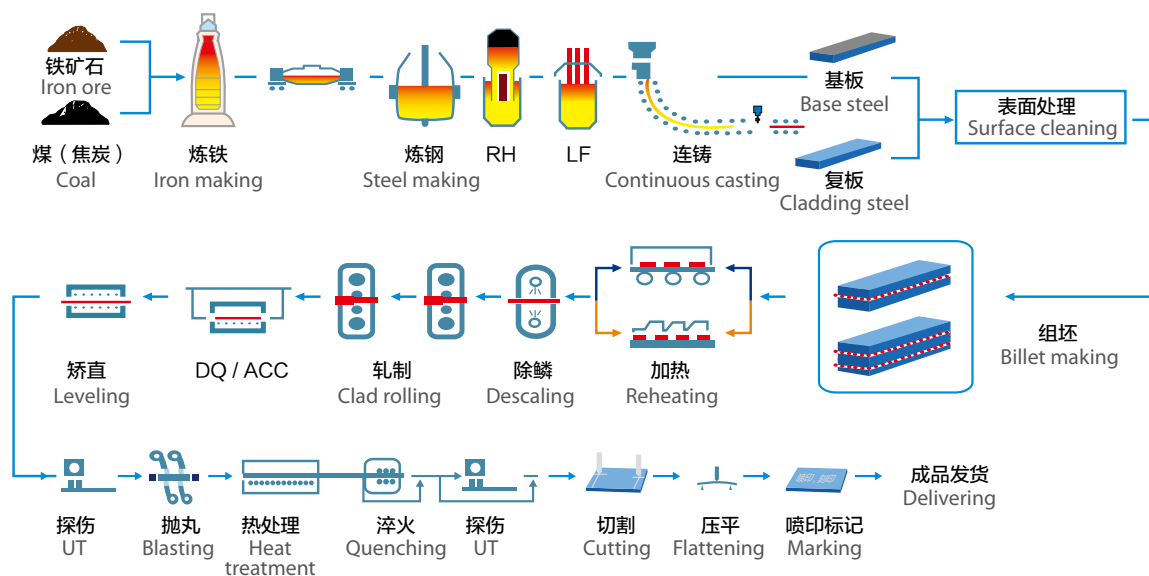 铁矿石
Iron ore
煤（焦炭）
Coal
炼铁
Iron making
炼钢
Steel making
RH
LF
连铸
Continuous casting
基板
Base steel
复板
Cladding steel
表面处理
Surface cleaning
组坯
Billet making
加热
Reheating
除鳞
Descaling
轧制
Clad rolling
DQ / ACC
矫直
Leveling
探伤
UT
抛丸
Blasting
热处理
Heat
treatment
淬火
Quenching
探伤
UT
切割
Cutting
压平
Flattening
喷印标记
Marking
成品发货
Delivering